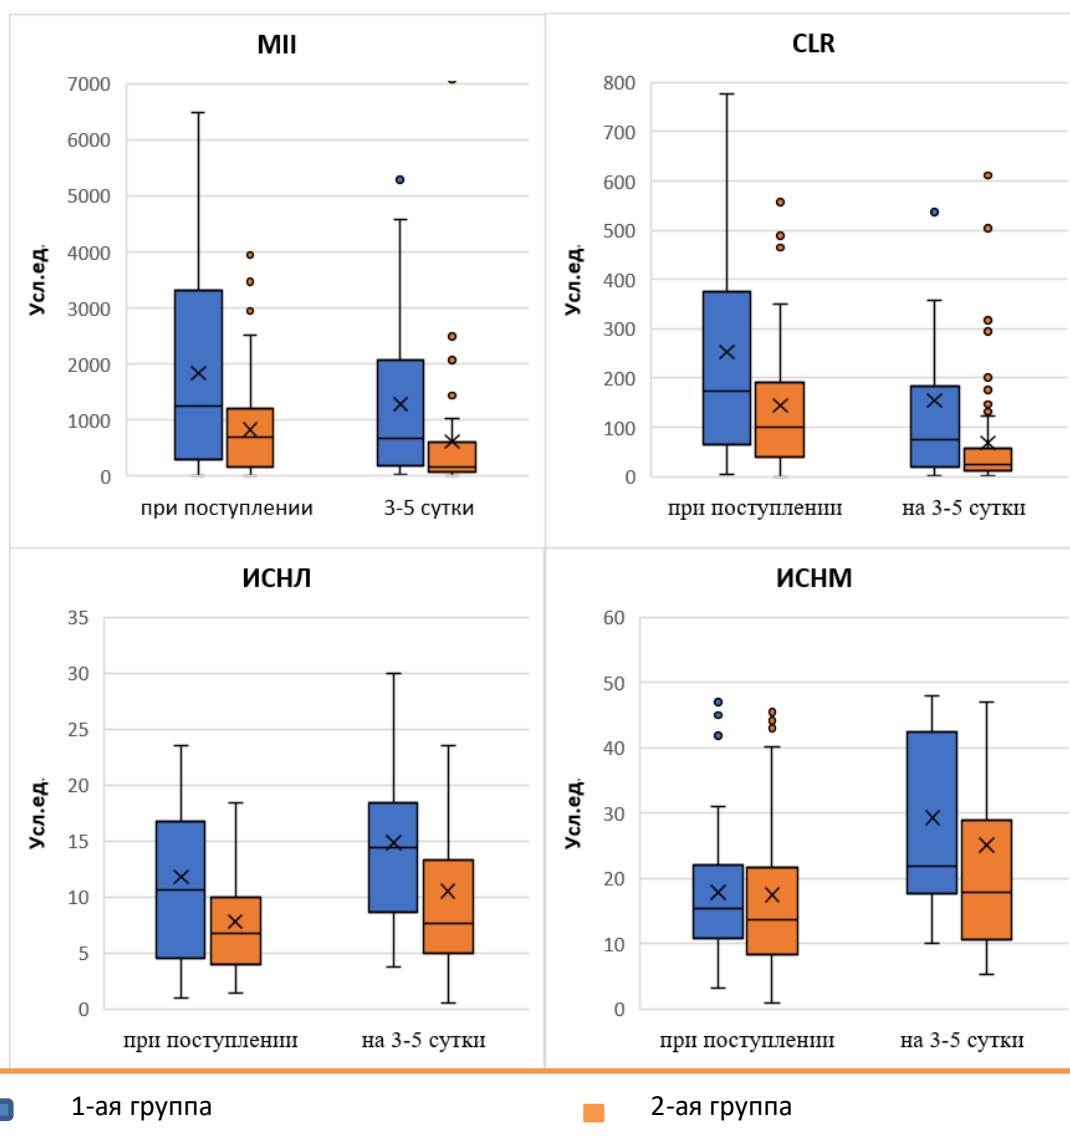 MII
7000
6000
5000
4000
3000
2000
1000
0
Усл.ед.
при поступлении
3-5 сутки
CLR
800
700
600
500
400
300
200
100
0
Усл.ед.
при поступлении
на 3-5 сутки
ИСНЛ
35
30
25
20
15
10
5
0
Усл.ед.
при поступлении
на 3-5 сутки
ИСНМ
60
50
40
30
20
10
0
Усл.ед.
при поступлении
на 3-5 сутки
1-ая группа
2-ая группа